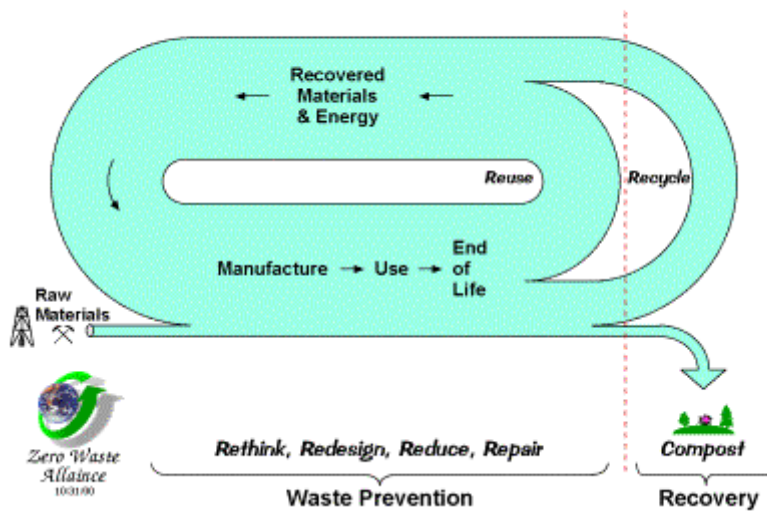 Recovered
Materials
& Energy
Reuse
Recycle
Manufacture
Use
End
of
Life
Raw
Materials
Zero Waste
Allaince
10/31/00
Rethink, Redesign, Reduce, Repair
Compost
Waste Prevention
Recovery